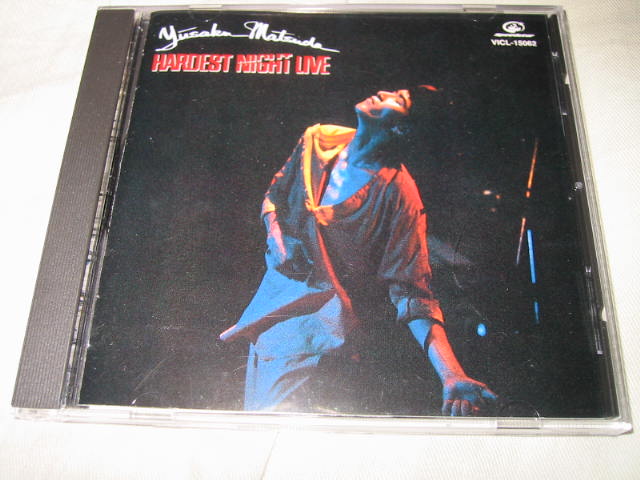 Yusaku Matsuda
HARDEST NIGHT LIVE
VICL-15062